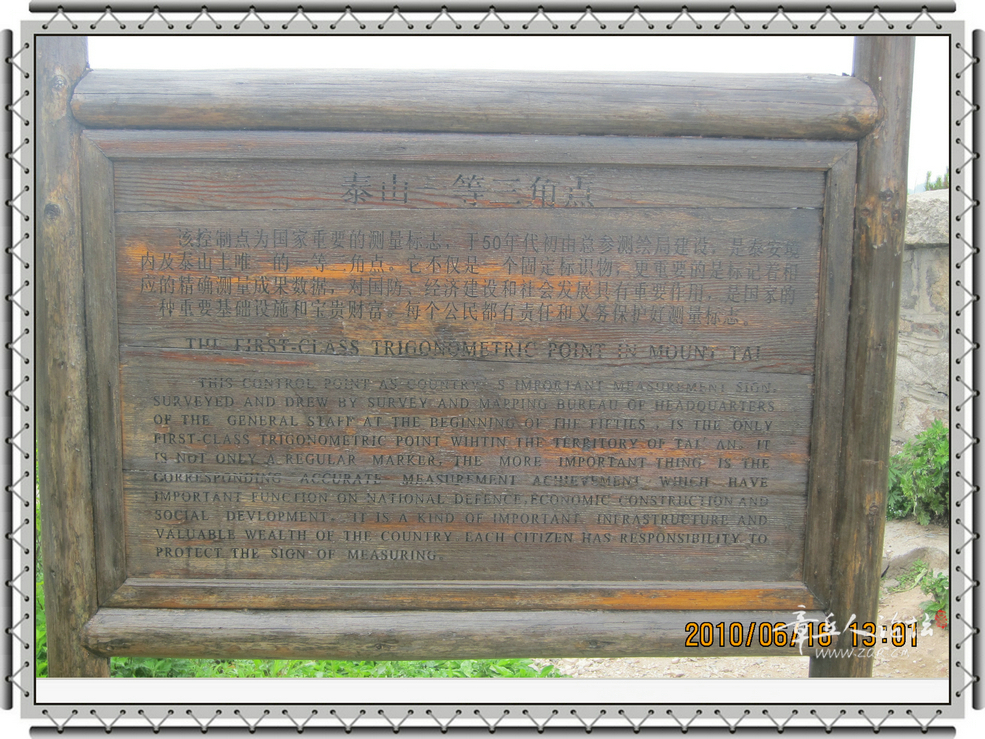 泰山一等三角点
该控制点为国家重要的测量标志，于50年代初由总参测绘局建设，是泰安境
内及泰山上唯一的一等三角点。它不仅是一个固定标识物，更重要的是标记着相
应的精确测量成果数据，对国防、经济建设和社会发展具有重要作用，是国家的
一种重要基础设施和宝贵财富。每个公民都有责任和义务保护好测量标志。
THE FIRST-CLASS TRIGONOMETRIC POINT IN MOUNT TAI
THIS CONTROL POINT AS COUNTRY S IMPORTANT MEASUREMENT SIGN,
SURVEYED AND DREW BY SURVEY AND MAPPING BUREAU OF HEADQUARTERS
OF THE GENERAL STAFF AT THE BEGINNING OF THE FIFTIES , IS THE ONLY
PIRST-CLASS TRIGONOMETRIC POINT WIHTIN THE TERRITORY OF TAI' AN. IT
IS NOT ONLY A REGULAR MARKER, THE MORE IMPORTANT THING IS THE
CORRESPONDING ACCURATE MEASUREMENT ACHIEVEMENT WHICH HAVE
IMPORTANT FUNCTION ON NATIONAL DEFENCE,ECONOMIC CONSTRUCTION AND
SOCIAL DEVLOPMENT. IT IS A KIND OF IMPORTANT INFRASTRUCTURE AND
VALUABLE WEALTH OF THE COUNTRY. EACH CITIZEN HAS RESPONSIBILITY TO
PROTECT THE SIGN OF MEASURING.
2010/06/16 13:01
章丘人论坛